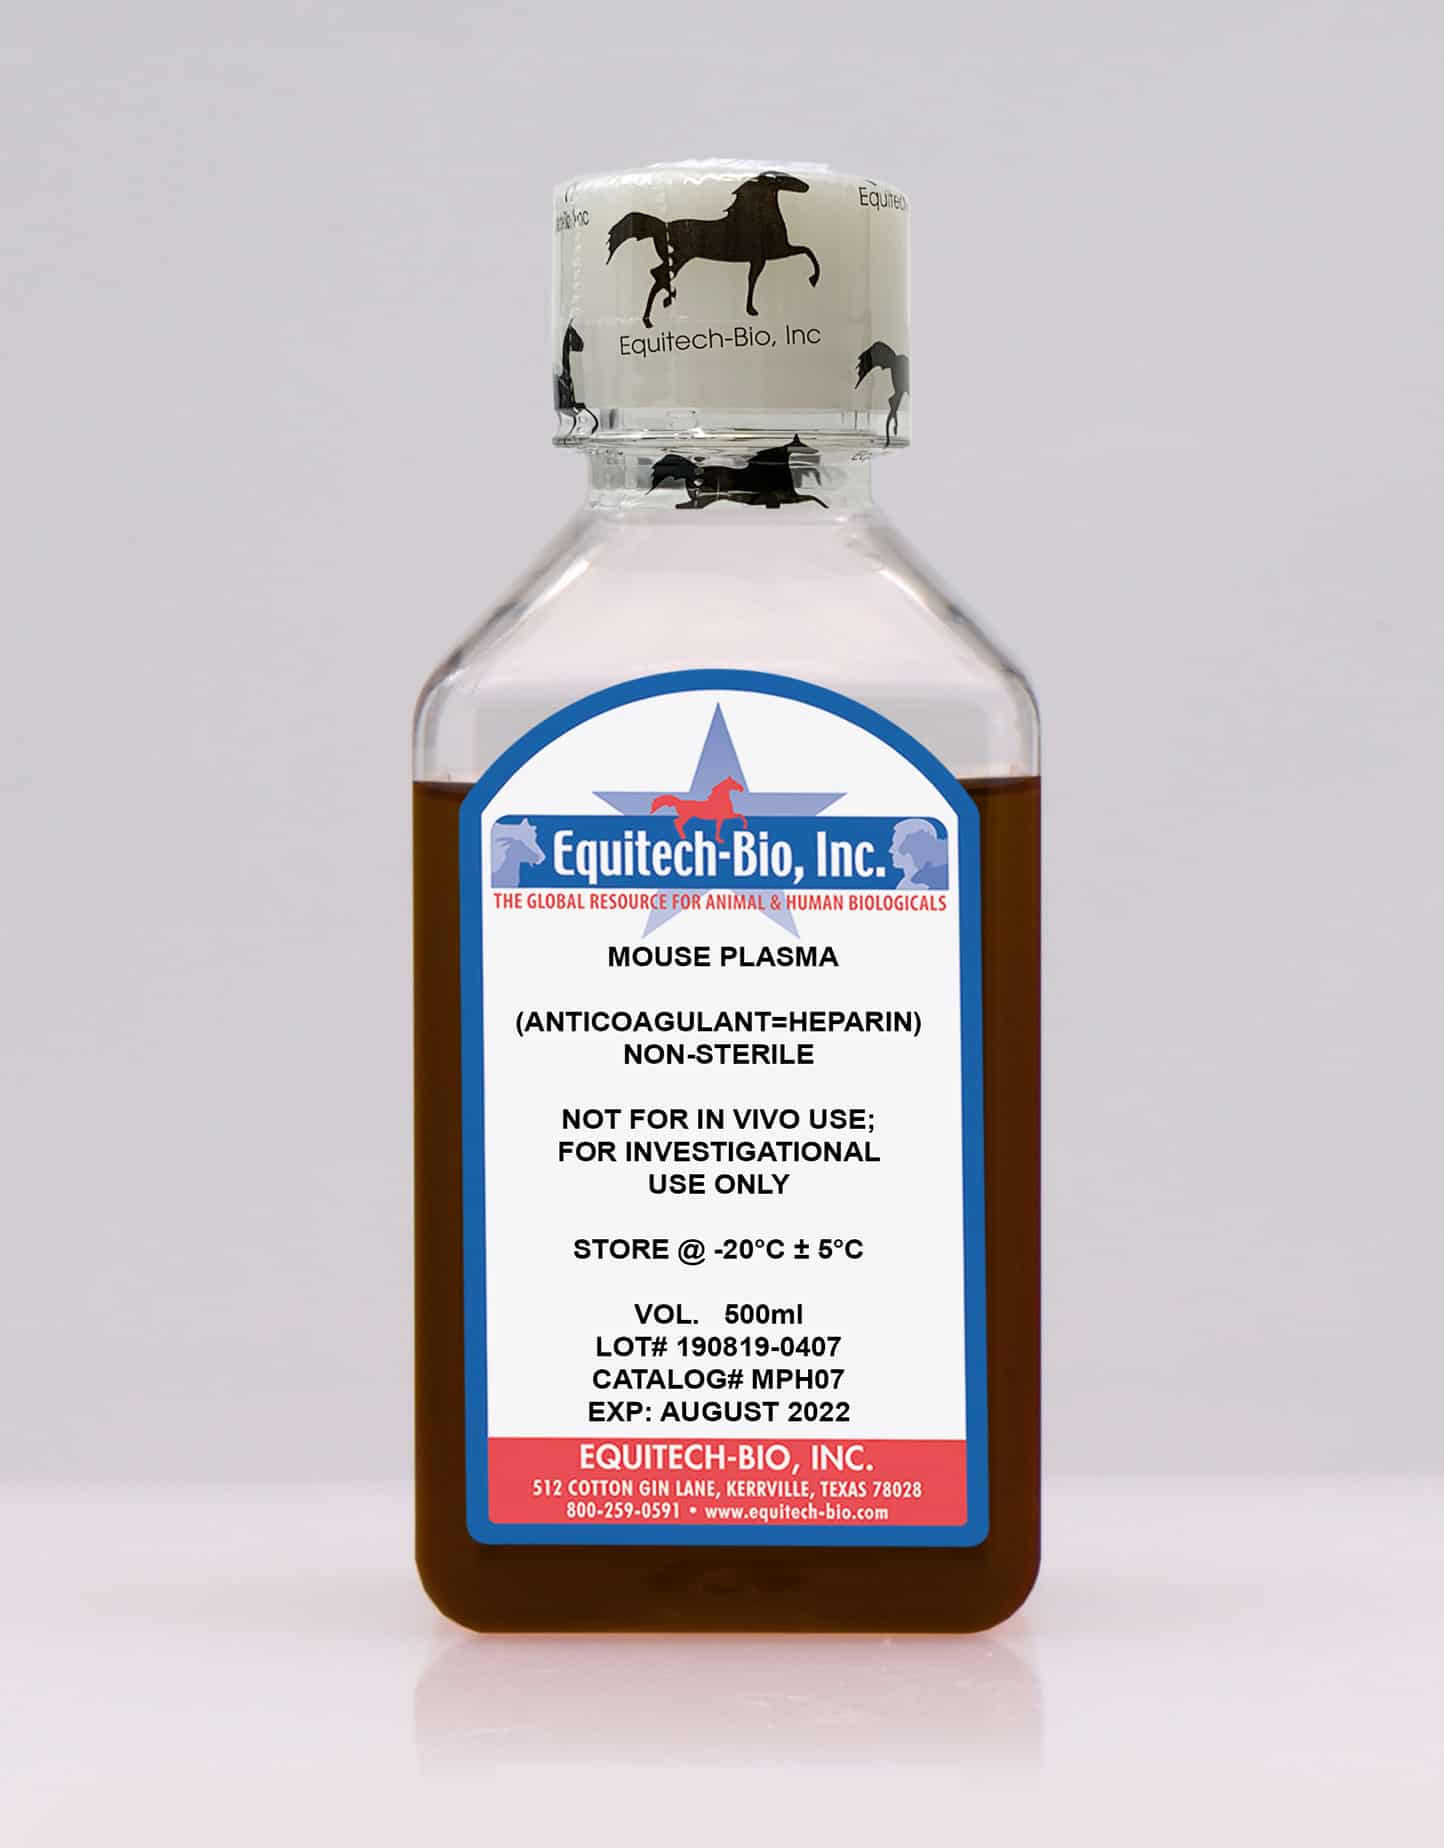 Equitech
Bio, Inc
Equitech-Bio, Inc
Equitech-Bio, Inc.
THE GLOBAL RESOURCE FOR ANIMAL & HUMAN BIOLOGICALS
MOUSE PLASMA
(ANTICOAGULANT=HEPARIN)
NON-STERILE
NOT FOR IN VIVO USE;
FOR INVESTIGATIONAL
USE ONLY
STORE @ -20°C ± 5°C
VOL. 500ml
LOT# 190819-0407
CATALOG# MPH07
EXP: AUGUST 2022
EQUITECH-BIO, INC.
512 COTTON GIN LANE, KERRVILLE, TEXAS 78028
800-259-0591 • www.equitech-bio.com